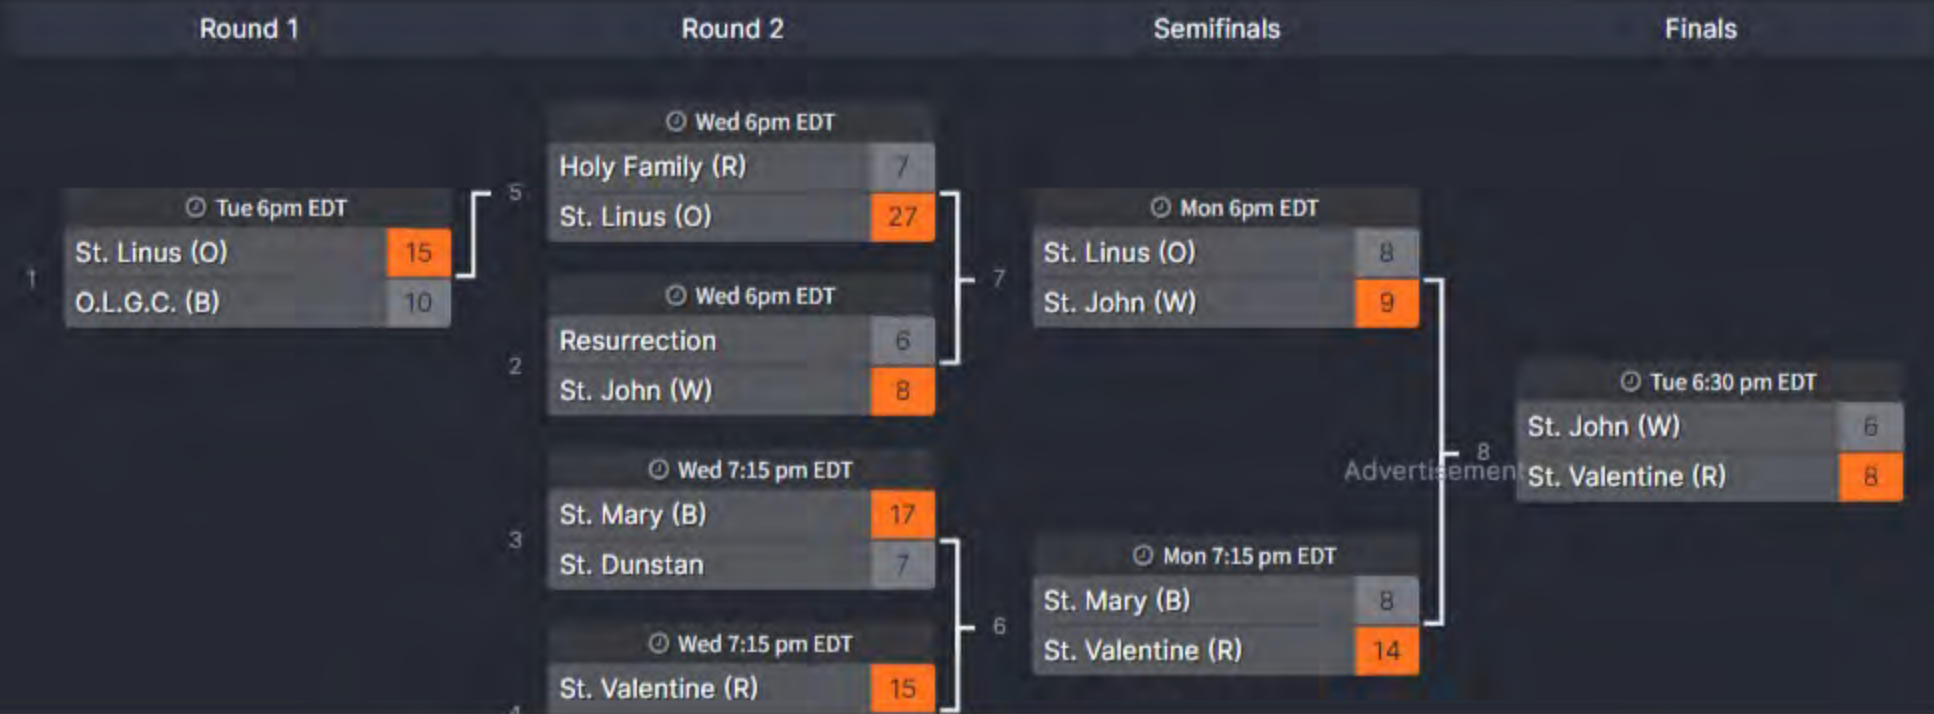 Round 1
Round 2
Semifinals
Finals
Tue 6pm EDT
1
St. Linus (O) 15
O.L.G.C. (B) 10
Wed 6pm EDT
5
Holy Family (R) 7
St. Linus (O) 27
Wed 6pm EDT
2
Resurrection 6
St. John (W) 8
Wed 7:15 pm EDT
3
St. Mary (B) 17
St. Dunstan 7
Wed 7:15 pm EDT
St. Valentine (R) 15
Mon 6pm EDT
7
St. Linus (O) 8
St. John (W) 9
Mon 7:15 pm EDT
6
St. Mary (B) 8
St. Valentine (R) 14
Advertisement
Tue 6:30 pm EDT
8
St. John (W) 6
St. Valentine (R) 8